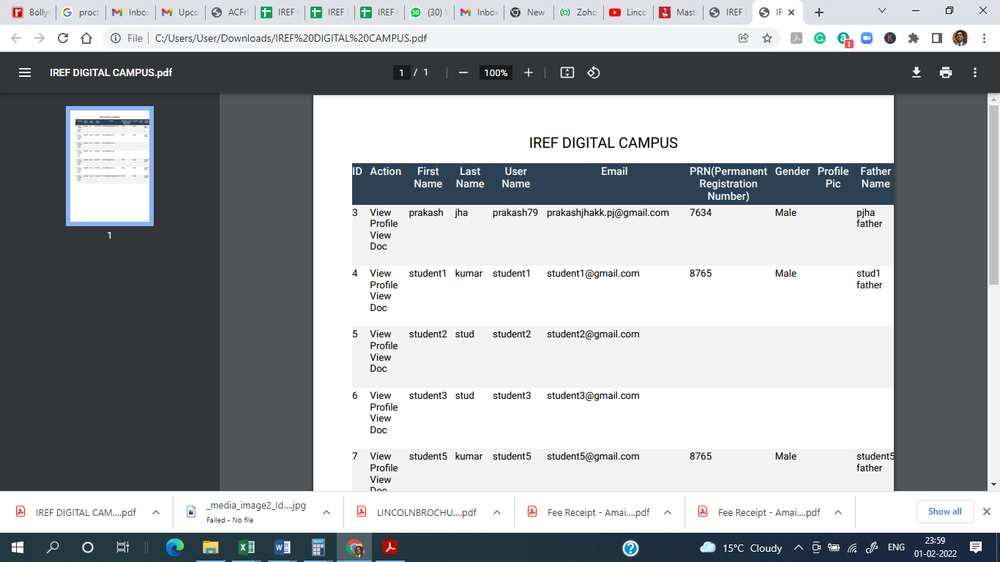 Bolly
proct
Inbo
Upco
ACFr
IREF
IREF
IREF
(30)
Inbo
New
Zoho
Linco
Mast
IREF
IF
File C:/Users/User/Downloads/IREF%20DIGITAL%20CAMPUS.pdf
1
IREF DIGITAL CAMPUS.pdf
1 / 1
100%
1
IREF DIGITAL CAMPUS
ID Action First Name Last Name User Name Email PRN(Permanent Registration Number) Gender Profile Pic Father Name
3 View Profile View Doc prakash jha prakash79 prakashjhakk.pj@gmail.com 7634 Male pjha father
4 View Profile View Doc student1 kumar student1 student1@gmail.com 8765 Male stud1 father
5 View Profile View Doc student2 stud student2 student2@gmail.com
6 View Profile View Doc student3 stud student3 student3@gmail.com
7 View Profile View Doc student5 kumar student5 student5@gmail.com 8765 Male student5 father
IREF DIGITAL CAM....pdf
_media_image2_Id....jpg
Failed - No file
LINCOLNBROCHU....pdf
Fee Receipt - Amai....pdf
Fee Receipt - Amai....pdf
Show all
15°C Cloudy
ENG
23:59
01-02-2022